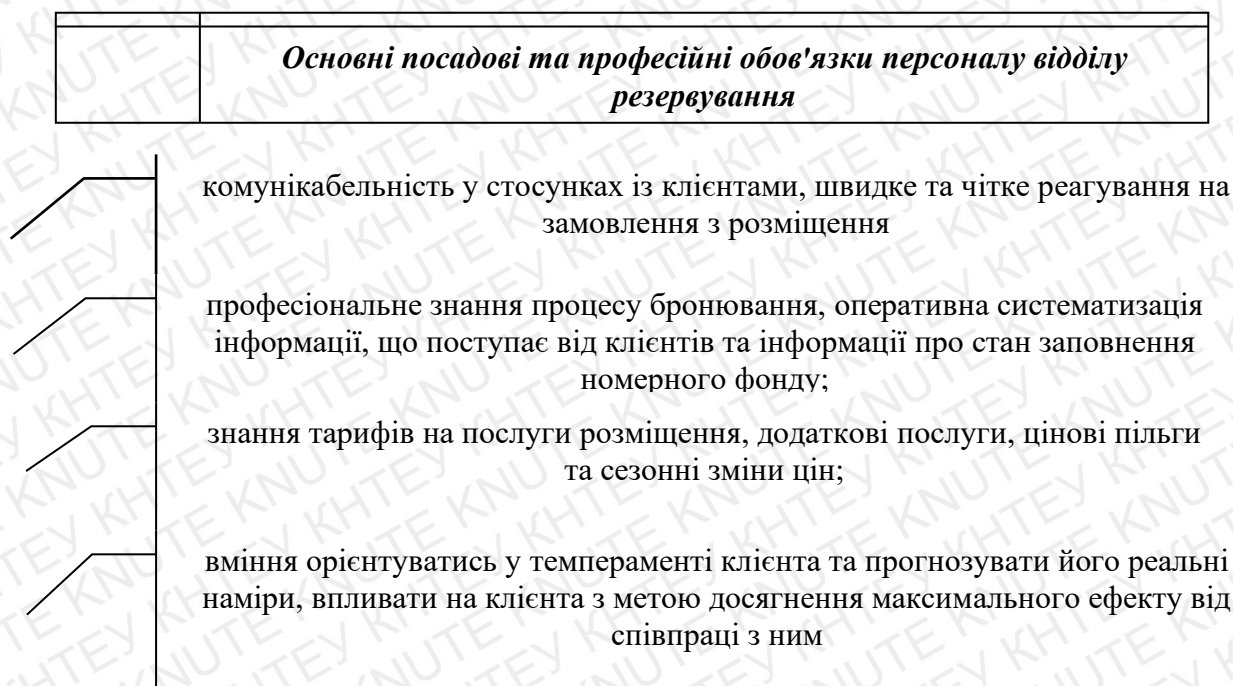 Основні посадові та професійні обов'язки персоналу відділу
резервування
комунікабельність у стосунках із клієнтами, швидке та чітке реагування на
замовлення з розміщення
професіональне знання процесу бронювання, оперативна систематизація
інформації, що поступає від клієнтів та інформації про стан заповнення
номерного фонду;
знання тарифів на послуги розміщення, додаткові послуги, цінові пільги
та сезонні зміни цін;
вміння орієнтуватись у темпераменті клієнта та прогнозувати його реальні
наміри, впливати на клієнта з метою досягнення максимального ефекту від
співпраці з ним